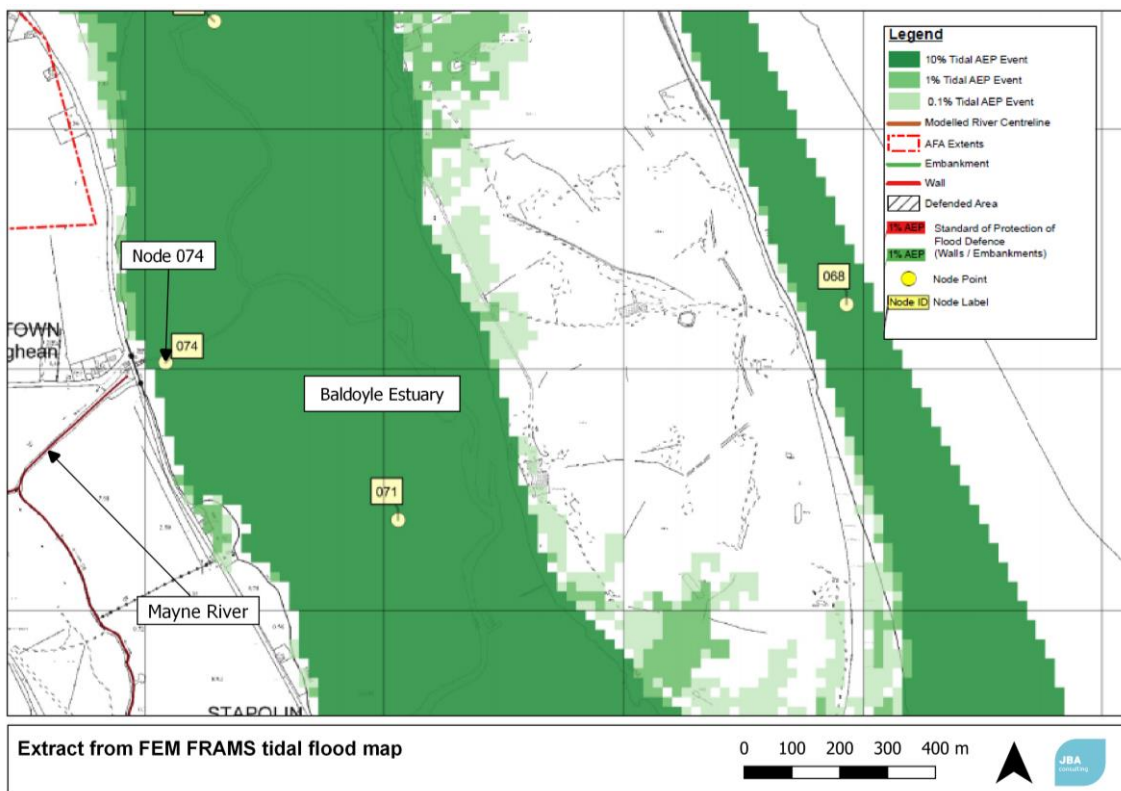 Legend
10% Tidal AEP Event
1% Tidal AEP Event
0.1% Tidal AEP Event
Modelled River Centreline
AFA Extents
Embankment
Wall
Defended Area
1% AEP Standard of Protection of
Flood Defence
1% AEP (Walls / Embankments)
Node Point
Node ID Node Label
068
Node 074
074
TOWN
ghean
Baldoyle Estuary
071
Mayne River
STAPOLIN
Extract from FEM FRAMS tidal flood map
0 100 200 300 400 m
JBA
consulting